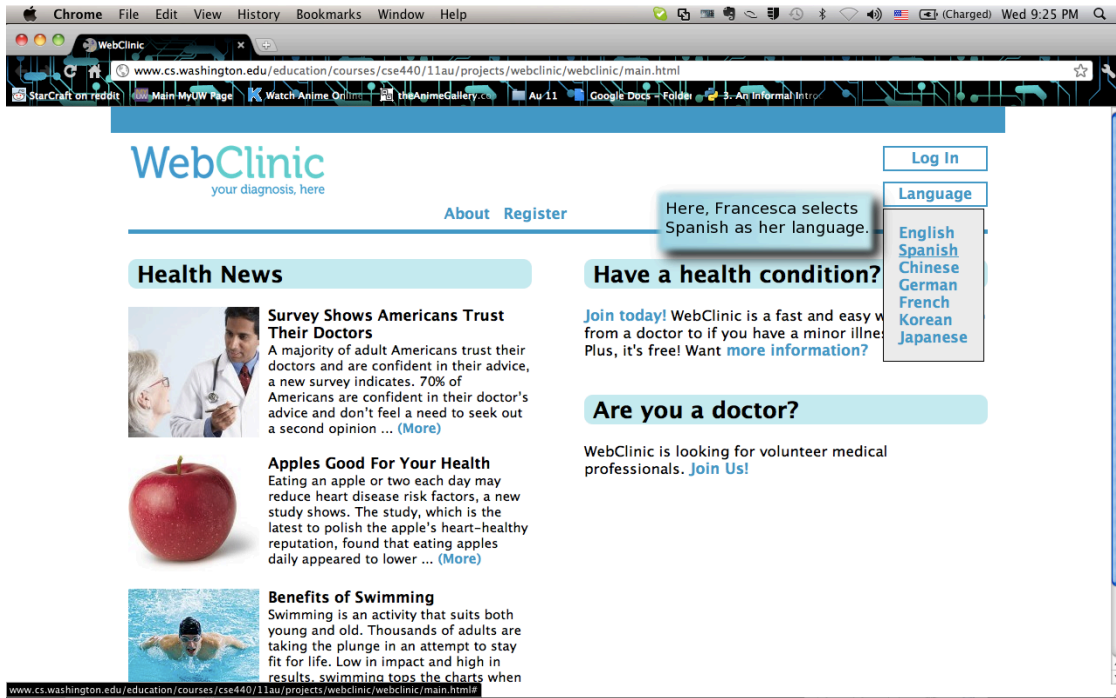 Chrome File Edit View History Bookmarks Window Help
(Charged) Wed 9:25 PM
WebClinic
www.cs.washington.edu/education/courses/cse440/11au/projects/webclinic/webclinic/main.html
StarCraft on reddit Main MyUW Page Watch Anime Online theAnimeGallery.co Au 11 Google Docs - Folder 3. An Informal Intro
WebClinic
your diagnosis, here
Log In
Language
About Register
Here, Francesca selects
Spanish as her language.
English
Spanish
Chinese
German
French
Korean
Japanese
Health News
Survey Shows Americans Trust
Their Doctors
A majority of adult Americans trust their
doctors and are confident in their advice,
a new survey indicates. 70% of
Americans are confident in their doctor's
advice and don't feel a need to seek out
a second opinion ... (More)
Apples Good For Your Health
Eating an apple or two each day may
reduce heart disease risk factors, a new
study shows. The study, which is the
latest to polish the apple's heart-healthy
reputation, found that eating apples
daily appeared to lower ... (More)
Benefits of Swimming
Swimming is an activity that suits both
young and old. Thousands of adults are
taking the plunge in an attempt to stay
fit for life. Low in impact and high in
results, swimming tops the charts when
Have a health condition?
Join today! WebClinic is a fast and easy
from a doctor to if you have a minor
Plus, it's free! Want more information?
Are you a doctor?
WebClinic is looking for volunteer medical
professionals. Join Us!
www.cs.washington.edu/education/courses/cse440/11au/projects/webclinic/webclinic/main.html#